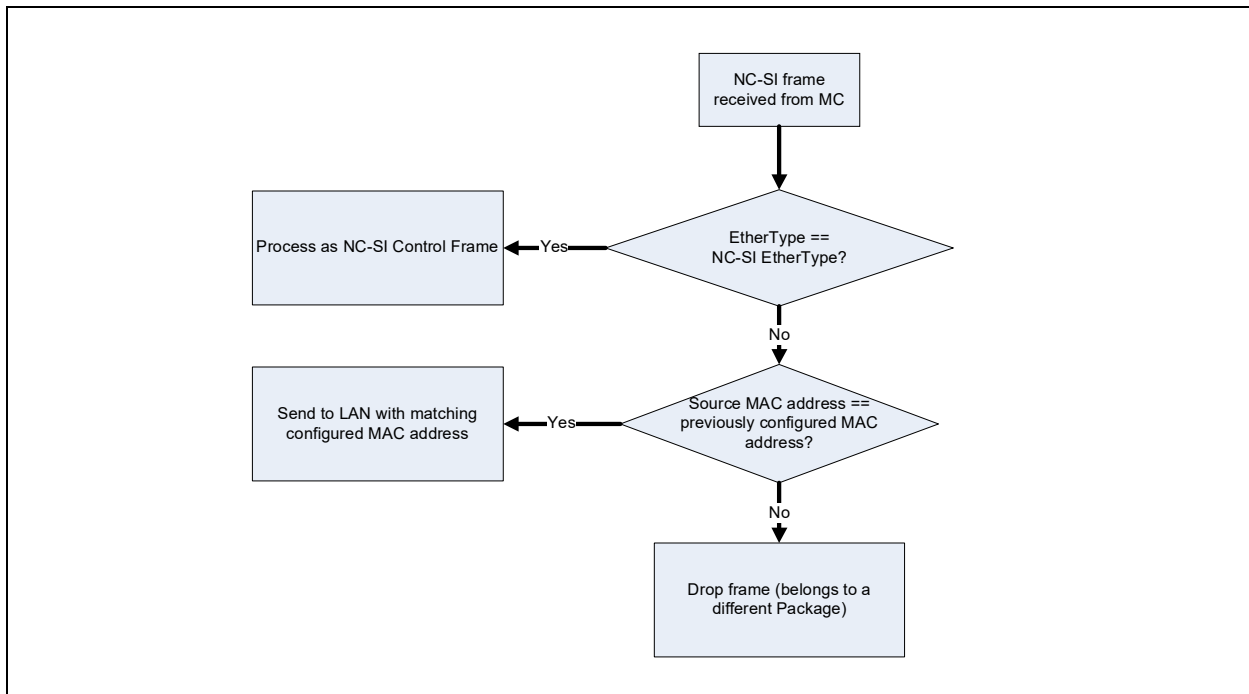 NC-SI frame
received from MC
EtherType ==
NC-SI EtherType?
Yes
Process as NC-SI Control Frame
No
Source MAC address ==
previously configured MAC
address?
Yes
Send to LAN with matching
configured MAC address
No
Drop frame (belongs to a
different Package)